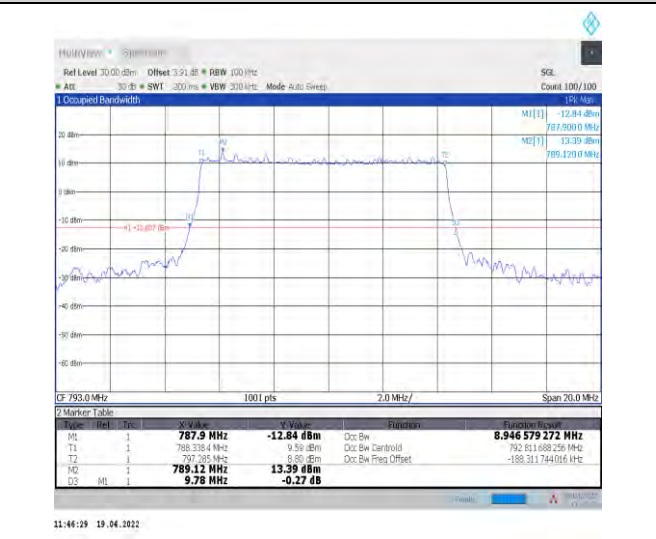 MultiView Spectrum
Ref Level 30.00 dBm Offset 3.91 dB RBW 100 kHz SGL
Att 30 dB SWT 200 ms VBW 300 kHz Mode Auto Sweep Count 100/100
1 Occupied Bandwidth 1Pk Max
M1[1] -12.84 dBm
787.9000 MHz
M2[1] 13.39 dBm
789.1200 MHz
20 dBm
M2
T1 T2
10 dBm
0 dBm
-10 dBm
M1
D3
-20 dBm
-30 dBm
-40 dBm
-50 dBm
-60 dBm
CF 793.0 MHz 1001 pts 2.0 MHz/ Span 20.0 MHz
2 Marker Table
Type Ref Trc X-Value Y-Value Function Function Result
M1 1 787.9 MHz -12.84 dBm Occ Bw 8.946 579 272 MHz
T1 1 788.3384 MHz 9.59 dBm Occ Bw Centroid 792.811 688 256 MHz
T2 1 797.285 MHz 8.80 dBm Occ Bw Freq Offset -188.311 744 016 kHz
M2 1 789.12 MHz 13.39 dBm
D3 M1 1 9.78 MHz -0.27 dB
11:46:29 19.04.2022